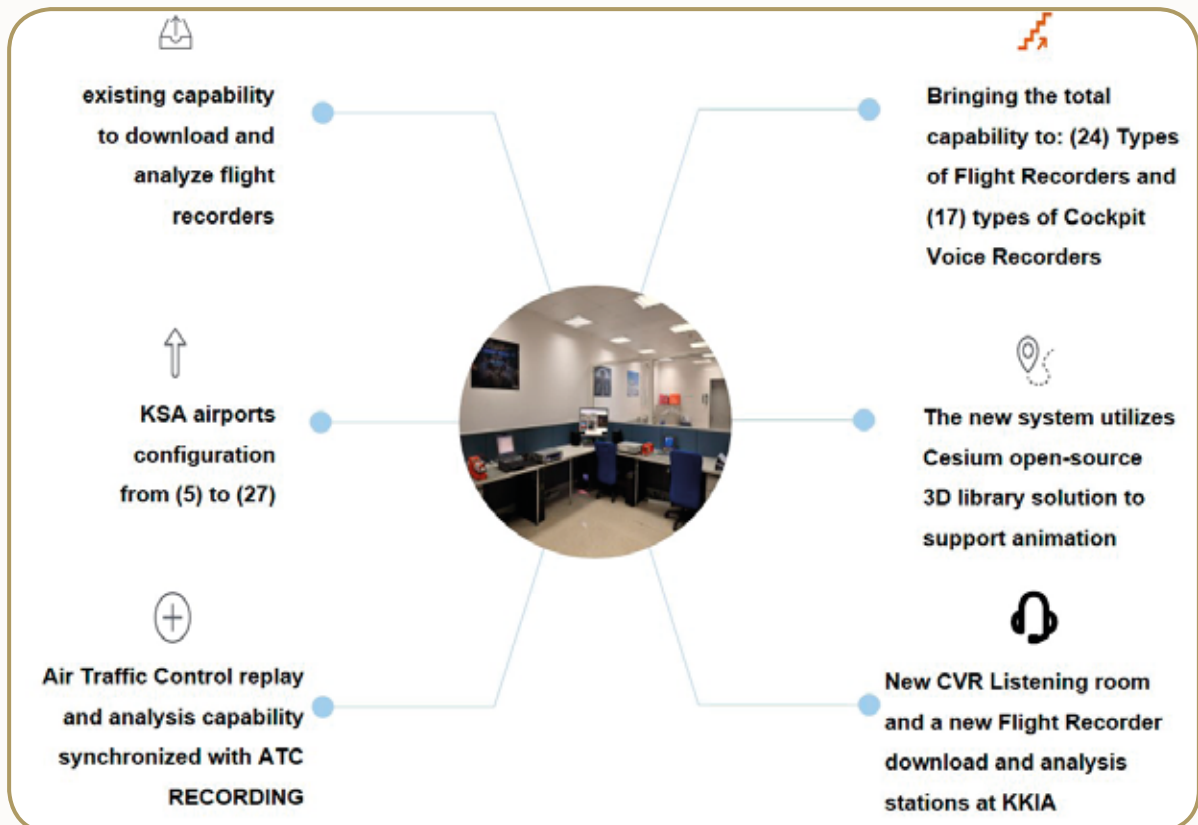 existing capability
to download and
analyze flight
recorders
KSA airports
configuration
from (5) to (27)
Air Traffic Control replay
and analysis capability
synchronized with ATC
RECORDING
Bringing the total
capability to: (24) Types
of Flight Recorders and
(17) types of Cockpit
Voice Recorders
The new system utilizes
Cesium open-source
3D library solution to
support animation
New CVR Listening room
and a new Flight Recorder
download and analysis
stations at KKIA